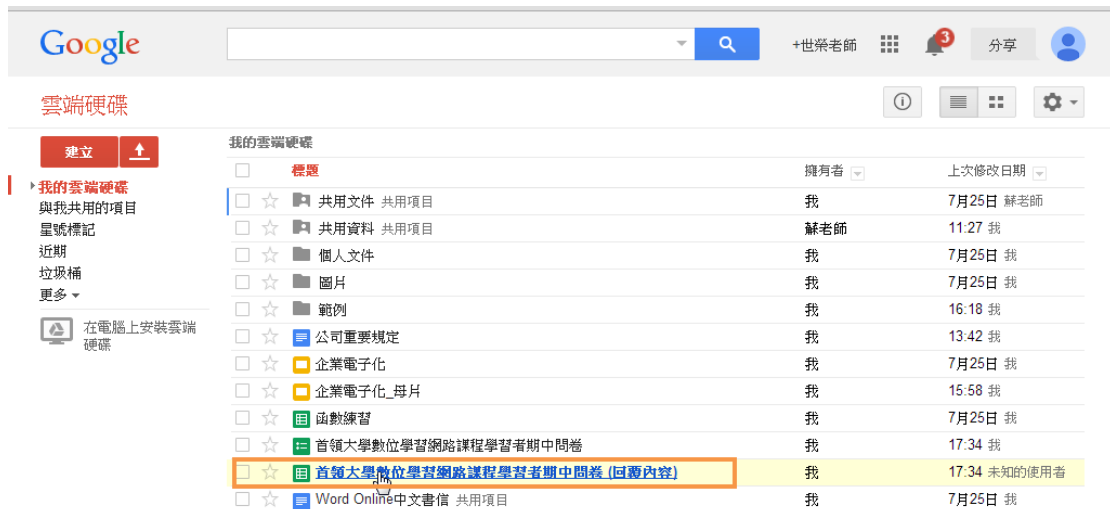 Google
+世榮老師
3
分享
雲端硬碟
建立
我的雲端硬碟
與我共用的項目
星號標記
近期
垃圾桶
更多
在電腦上安裝雲端
硬碟
我的雲端硬碟
標題 擁有者 上次修改日期
共用文件 共用項目 我 7月25日 蘇老師
共用資料 共用項目 蘇老師 11:27 我
個人文件 我 7月25日 我
圖片 我 7月25日 我
範例 我 16:18 我
公司重要規定 我 13:42 我
企業電子化 我 7月25日 我
企業電子化_母片 我 15:58 我
函數練習 我 7月25日 我
首領大學數位學習網路課程學習者期中問卷 我 17:34 我
首領大學數位學習網路課程學習者期中問卷 (回覆內容) 我 17:34 未知的使用者
Word Online中文書信 共用項目 我 7月25日 我